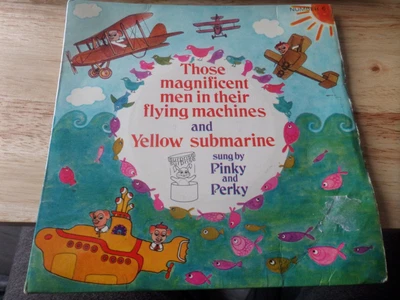 Those
magnificent
men in their
flying machines
and
Yellow submarine
sung by
Pinky
and
Perky